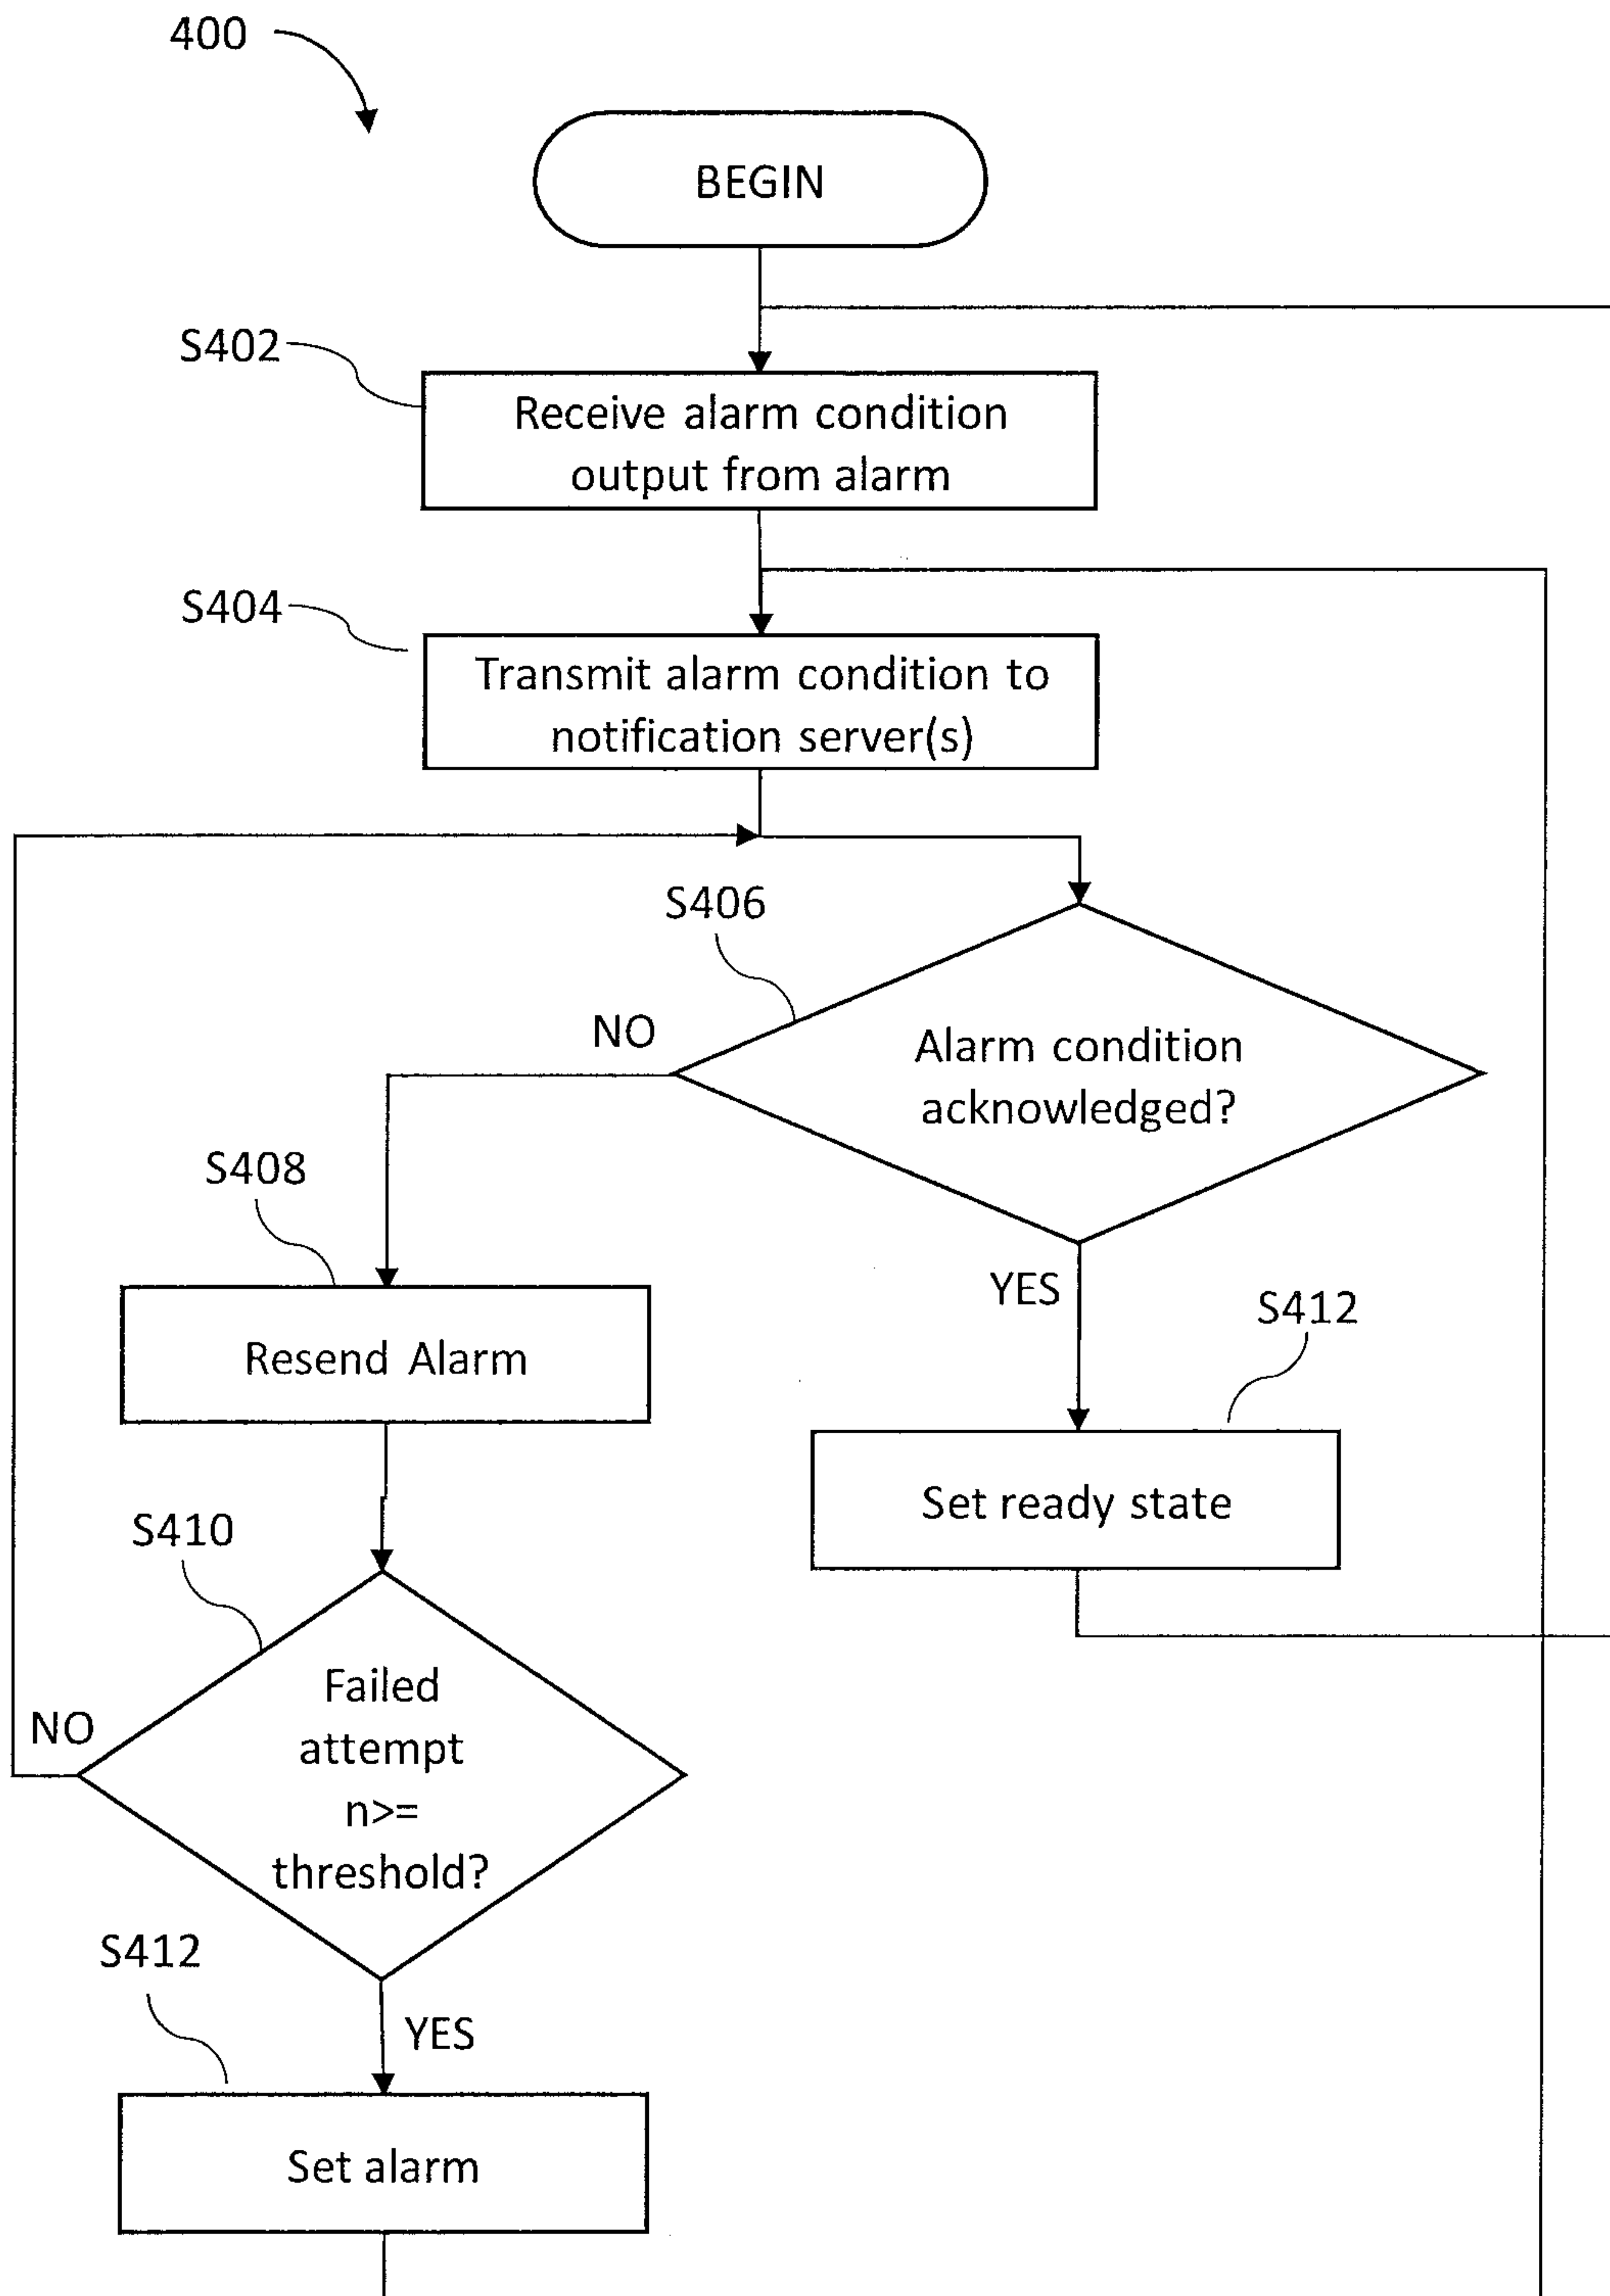 400
BEGIN
S402
Receive alarm condition
output from alarm
S404
Transmit alarm condition to
notification server(s)
S406
NO
Alarm condition
acknowledged?
S408
YES
S412
Resend Alarm
Set ready state
S410
Failed
attempt
n>=
threshold?
NO
S412
YES
Set alarm